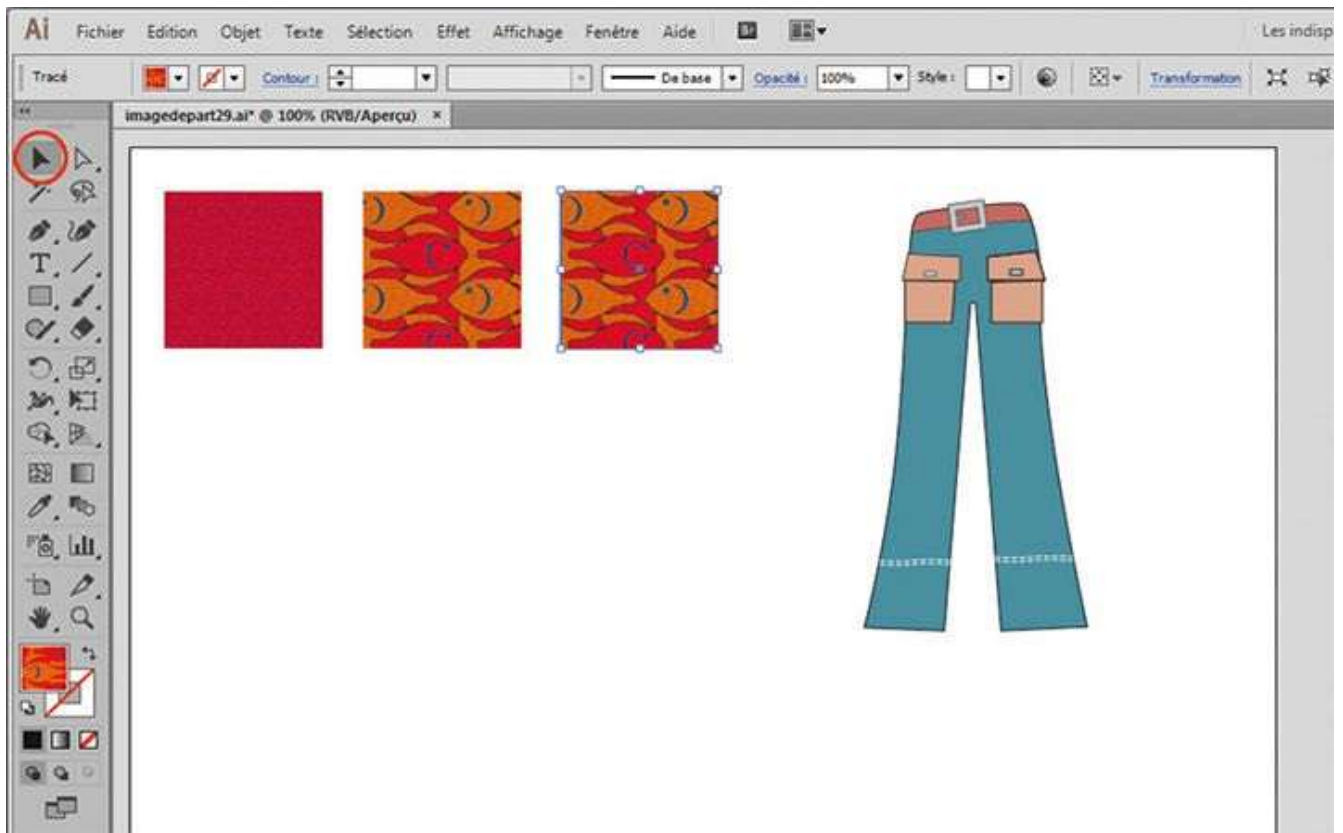 Ai Fichier Edition Objet Texte Sélection Effet Affichage Fenêtre Aide Br Les indisp
Tracé Contour : De base Opacité : 100% Style : Transformation
imagedepart29.ai* @ 100% (RVB/Aperçu) ×
T